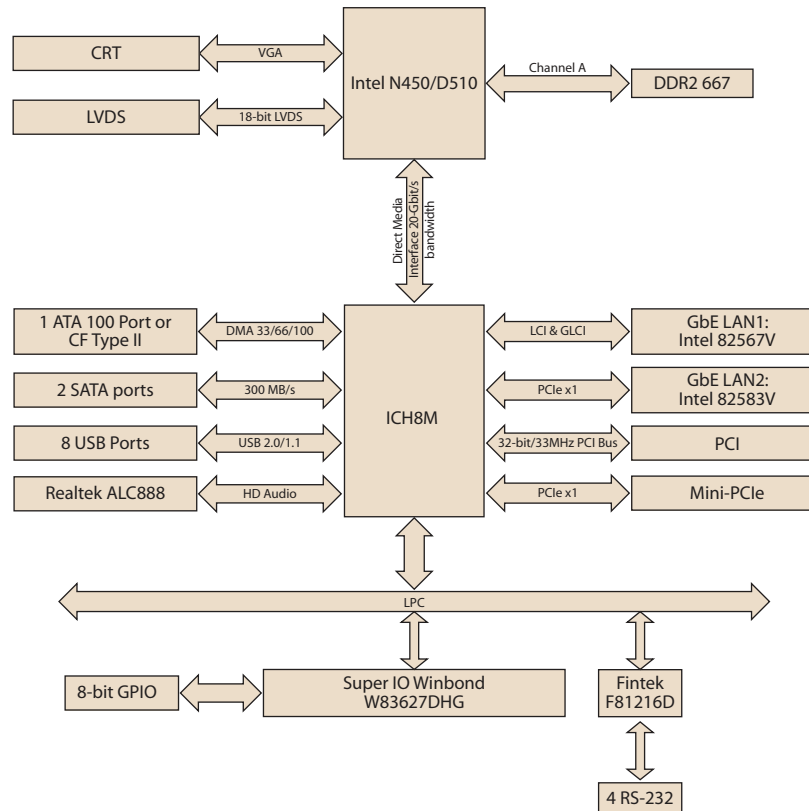 CRT
VGA
Intel N450/D510
Channel A
DDR2 667
LVDS
18-bit LVDS
Direct Media
Interface 20-Gbit/s
bandwidth
1 ATA 100 Port or
CF Type II
DMA 33/66/100
ICH8M
LCI & GLCI
GbE LAN1:
Intel 82567V
2 SATA ports
300 MB/s
PCIe x1
GbE LAN2:
Intel 82583V
8 USB Ports
USB 2.0/1.1
32-bit/33MHz PCI Bus
PCI
Realtek ALC888
HD Audio
PCIe x1
Mini-PCIe
LPC
8-bit GPIO
Super IO Winbond
W83627DHG
Fintek
F81216D
4 RS-232